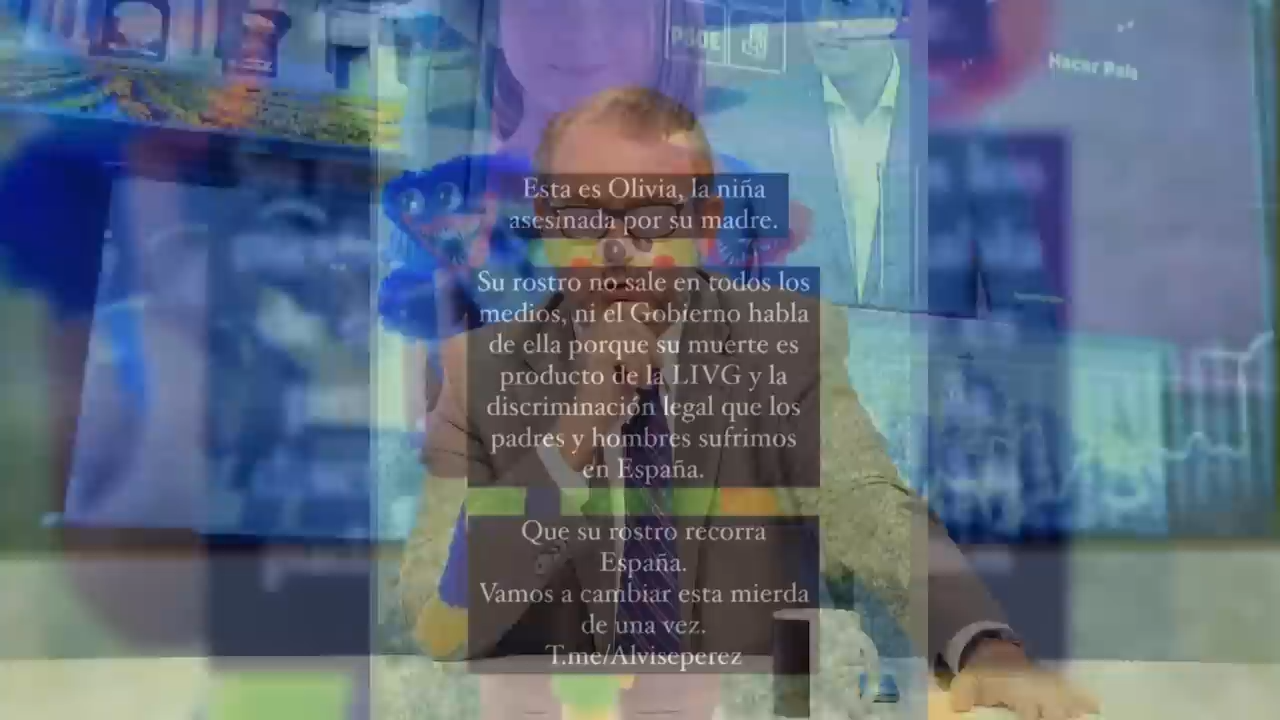 PSOE
Hacer País
Esta es Olivia, la niña
asesinada por su madre.
Su rostro no sale en todos los
medios, ni el Gobierno habla
de ella porque su muerte es
producto de la LIVG y la
discriminación legal que los
padres y hombres sufrimos
en España.
Que su rostro recorra
España.
Vamos a cambiar esta mierda
de una vez.
T.me/Alviseperez